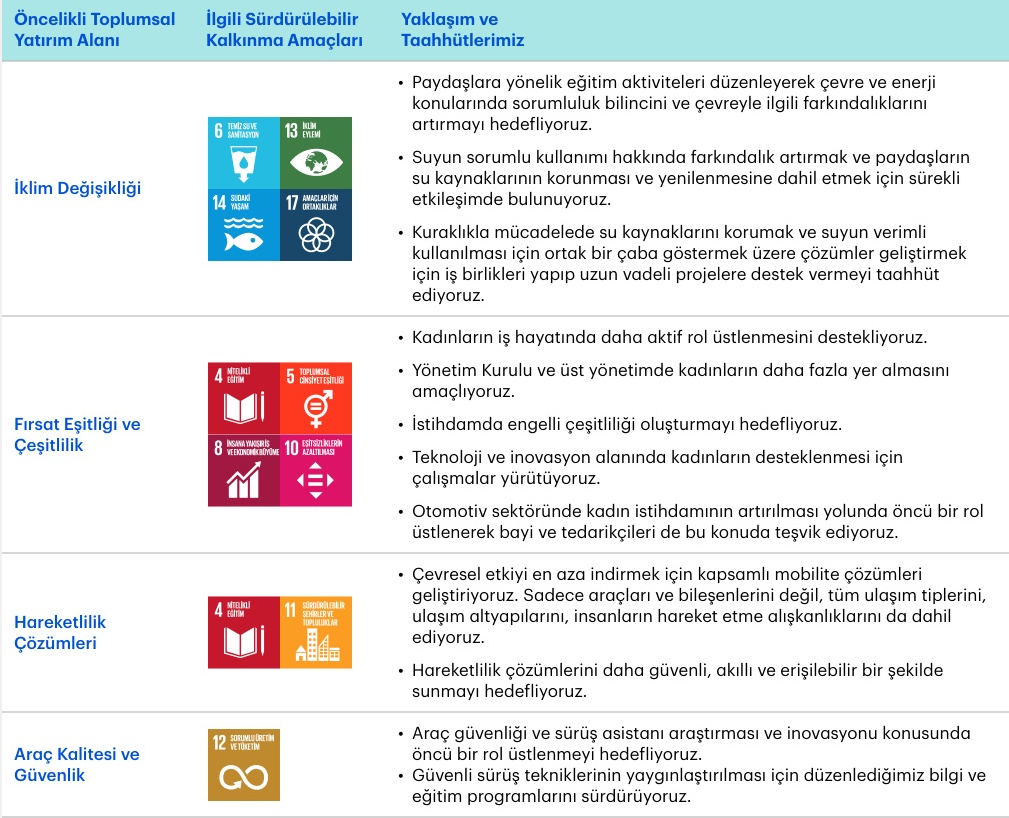 Öncelikli Toplumsal
Yatırım Alanı
İlgili Sürdürülebilir
Kalkınma Amaçları
Yaklaşım ve
Taahhütlerimiz
İklim Değişikliği
6 TEMİZ SU VE
SANİTASYON
13 İKLİM
EYLEMİ
14 SUDAKİ
YAŞAM
17 AMAÇLAR İÇİN
ORTAKLIKLAR
• Paydaşlara yönelik eğitim aktiviteleri düzenleyerek çevre ve enerji
konularında sorumluluk bilincini ve çevreyle ilgili farkındalıklarını
artırmayı hedefliyoruz.
• Suyun sorumlu kullanımı hakkında farkındalık artırmak ve paydaşların
su kaynaklarının korunması ve yenilenmesine dahil etmek için sürekli
etkileşimde bulunuyoruz.
• Kuraklıkla mücadelede su kaynaklarını korumak ve suyun verimli
kullanılması için ortak bir çaba göstermek üzere çözümler geliştirmek
için iş birlikleri yapıp uzun vadeli projelere destek vermeyi taahhüt
ediyoruz.
Fırsat Eşitliği ve
Çeşitlilik
4 NİTELİKLİ
EĞİTİM
5 TOPLUMSAL
CİNSİYET EŞİTLİĞİ
8 İNSANA YAKIŞIR İŞ
VE EKONOMİK BÜYÜME
10 EŞİTSİZLİKLERİN
AZALTILMASI
• Kadınların iş hayatında daha aktif rol üstlenmesini destekliyoruz.
• Yönetim Kurulu ve üst yönetimde kadınların daha fazla yer almasını
amaçlıyoruz.
• İstihdamda engelli çeşitliliği oluşturmayı hedefliyoruz.
• Teknoloji ve inovasyon alanında kadınların desteklenmesi için
çalışmalar yürütüyoruz.
• Otomotiv sektöründe kadın istihdamının artırılması yolunda öncü bir rol
üstlenerek bayi ve tedarikçileri de bu konuda teşvik ediyoruz.
Hareketlilik
Çözümleri
4 NİTELİKLİ
EĞİTİM
11 SÜRDÜRÜLEBİLİR
ŞEHİRLER VE
TOPLULUKLAR
• Çevresel etkiyi en aza indirmek için kapsamlı mobilite çözümleri
geliştiriyoruz. Sadece araçları ve bileşenlerini değil, tüm ulaşım tiplerini,
ulaşım altyapılarını, insanların hareket etme alışkanlıklarını da dahil
ediyoruz.
• Hareketlilik çözümlerini daha güvenli, akıllı ve erişilebilir bir şekilde
sunmayı hedefliyoruz.
Araç Kalitesi ve
Güvenlik
12 SORUMLU ÜRETİM
VE TÜKETİM
• Araç güvenliği ve sürüş asistanı araştırması ve inovasyonu konusunda
öncü bir rol üstlenmeyi hedefliyoruz.
• Güvenli sürüş tekniklerinin yaygınlaştırılması için düzenlediğimiz bilgi ve
eğitim programlarını sürdürüyoruz.